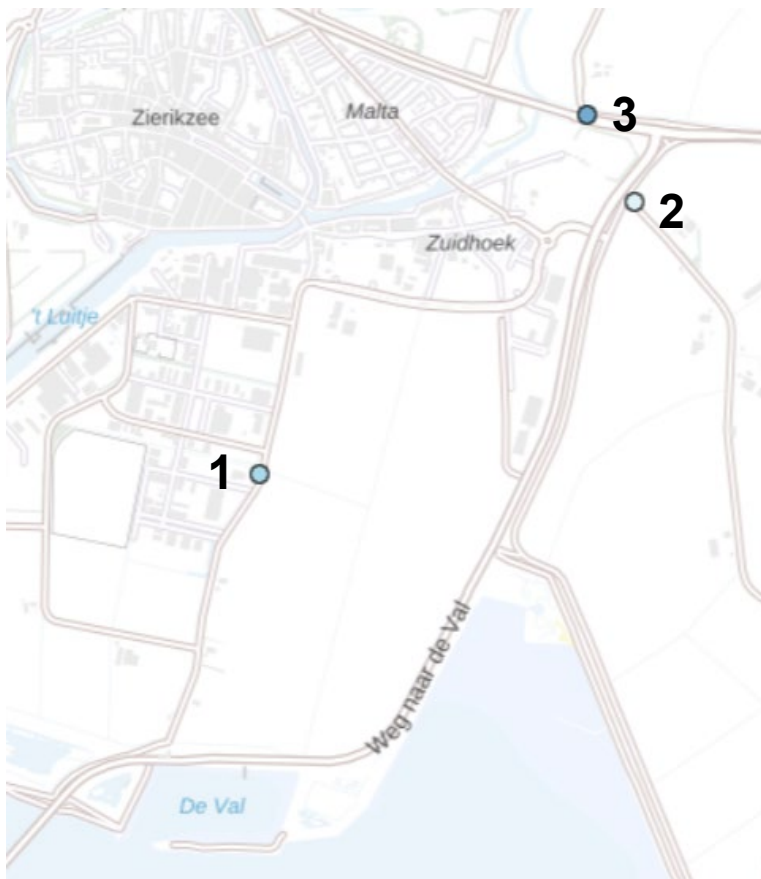 Zierikzee
Malta
3
2
Zuidhoek
't Luitje
1
Weg naar de Val
De Val